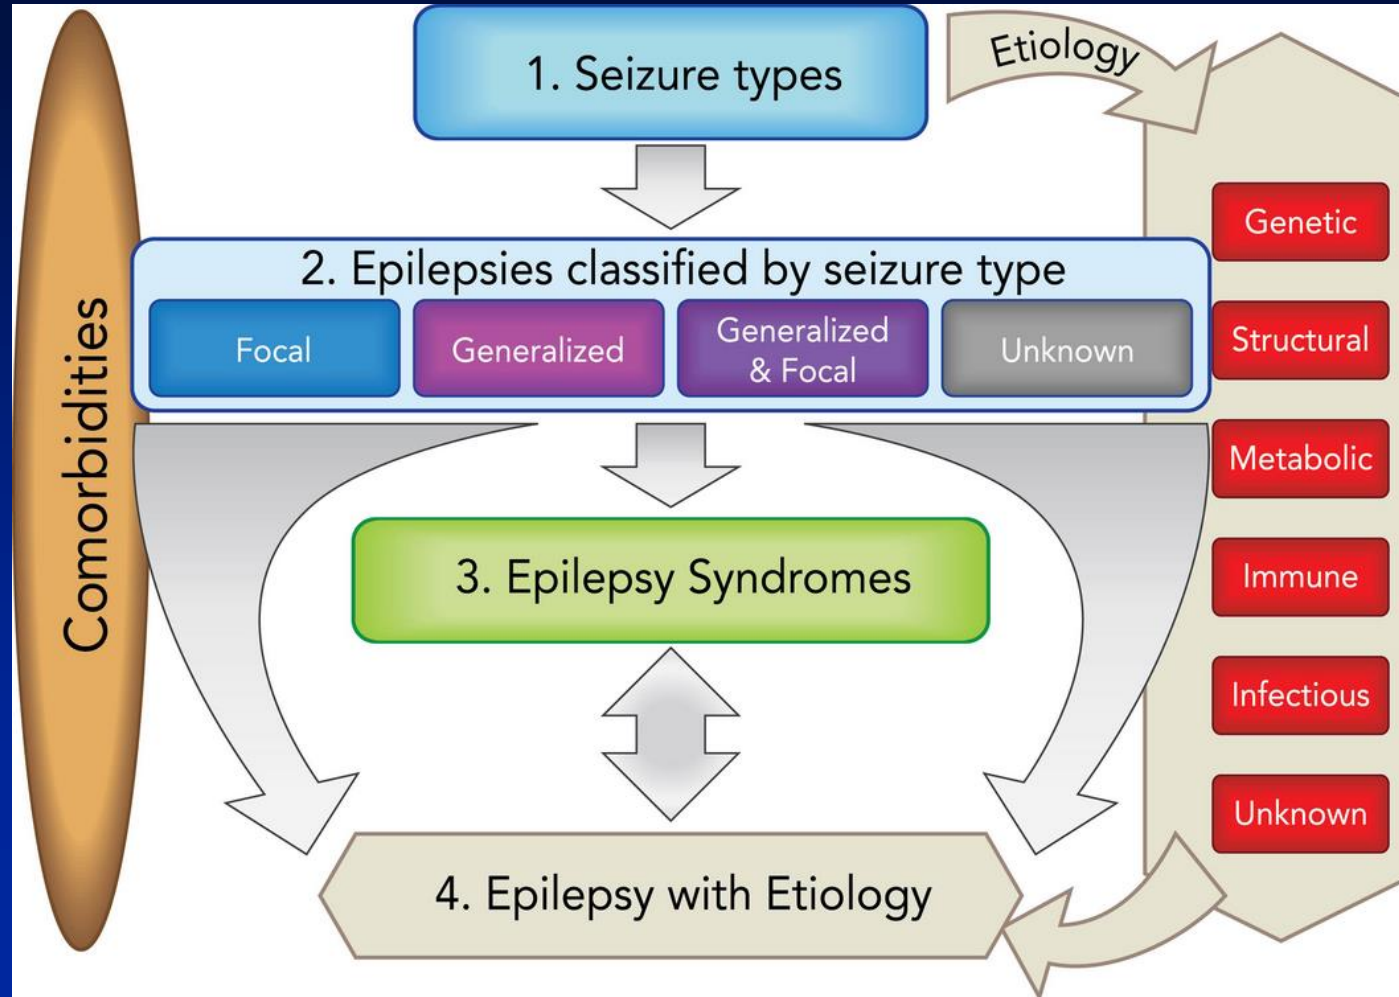 1. Seizure types
Etiology
Comorbidities
2. Epilepsies classified by seizure type
Focal
Generalized
Generalized
& Focal
Unknown
3. Epilepsy Syndromes
4. Epilepsy with Etiology
Genetic
Structural
Metabolic
Immune
Infectious
Unknown